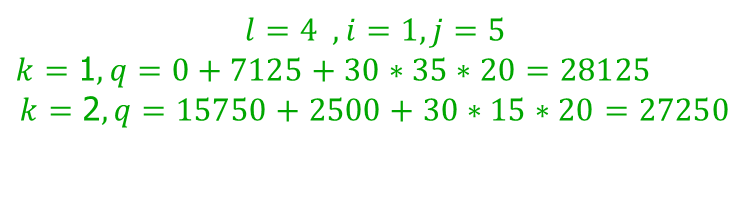 l = 4 , i = 1, j = 5
k = 1, q = 0 + 7125 + 30 ∗ 35 ∗ 20 = 28125
k = 2, q = 15750 + 2500 + 30 ∗ 15 ∗ 20 = 27250